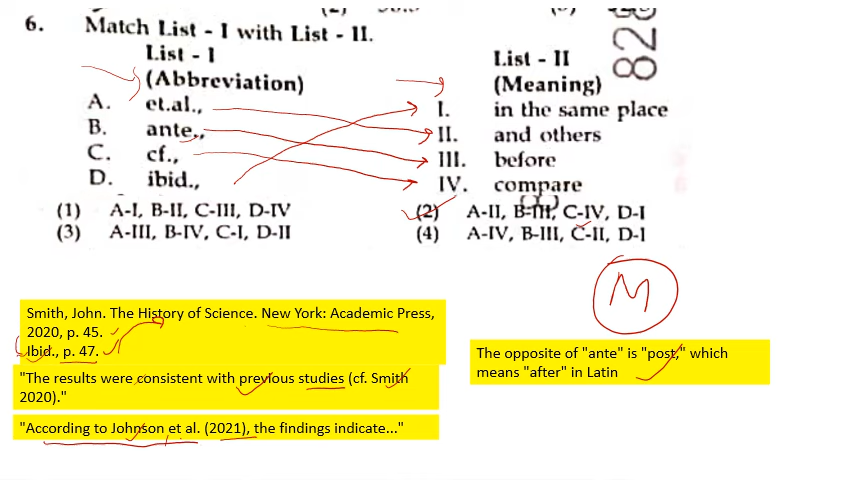 6. Match List - I with List - II.
List - I List - II
(Abbreviation) (Meaning)
A. et.al., I. in the same place
B. ante., II. and others
C. cf., III. before
D. ibid., IV. compare
(1) A-I, B-II, C-III, D-IV (2) A-II, B-III, C-IV, D-I
(3) A-III, B-IV, C-I, D-II (4) A-IV, B-III, C-II, D-I
828
M
Smith, John. The History of Science. New York: Academic Press,
2020, p. 45.
Ibid., p. 47.
The opposite of "ante" is "post," which
means "after" in Latin
"The results were consistent with previous studies (cf. Smith
2020)."
"According to Johnson et al. (2021), the findings indicate..."